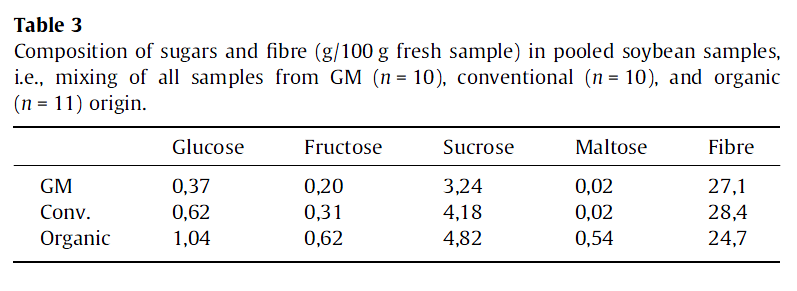 Table 3
Composition of sugars and fibre (g/100 g fresh sample) in pooled soybean samples,
i.e., mixing of all samples from GM (n = 10), conventional (n = 10), and organic
(n = 11) origin.
Glucose Fructose Sucrose Maltose Fibre
GM 0,37 0,20 3,24 0,02 27,1
Conv. 0,62 0,31 4,18 0,02 28,4
Organic 1,04 0,62 4,82 0,54 24,7